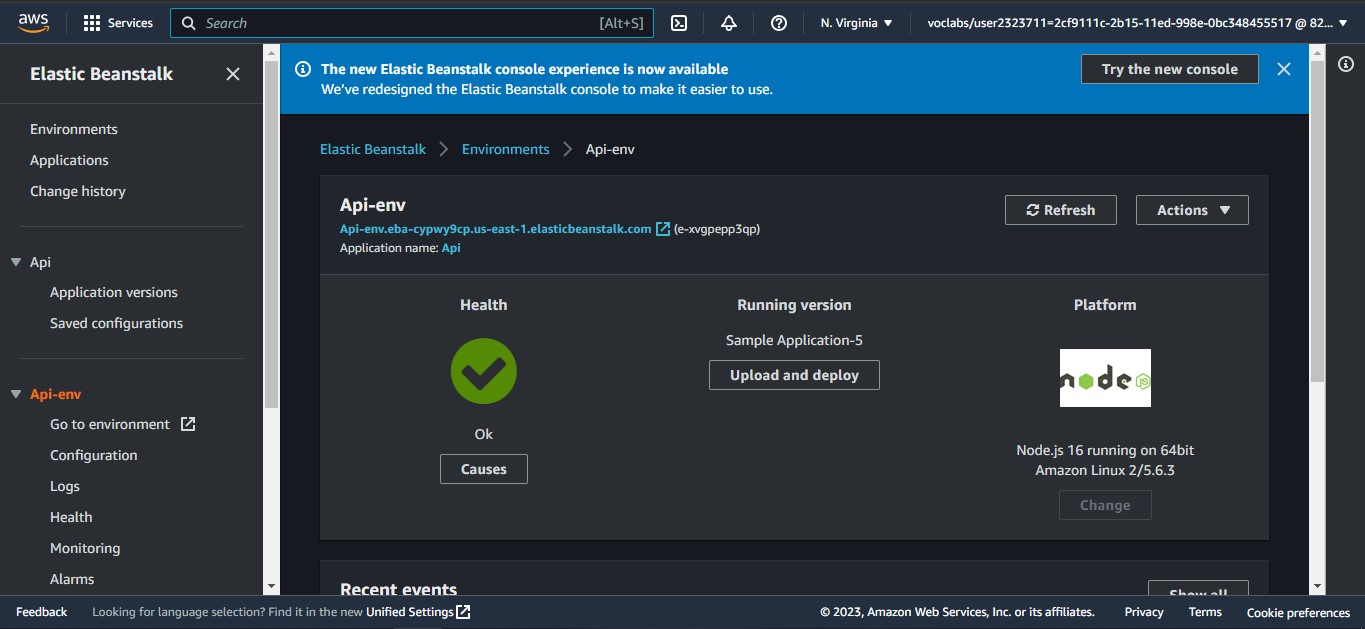 aws
Services
Search
[Alt+S]
N. Virginia
voclabs/user2323711=2cf9111c-2b15-11ed-998e-0bc348455517 @ 82...
Elastic Beanstalk
Environments
Applications
Change history
Api
Application versions
Saved configurations
Api-env
Go to environment
Configuration
Logs
Health
Monitoring
Alarms
The new Elastic Beanstalk console experience is now available
We've redesigned the Elastic Beanstalk console to make it easier to use.
Try the new console
Elastic Beanstalk
Environments
Api-env
Api-env
Api-env.eba-cypwy9cp.us-east-1.elasticbeanstalk.com (e-xvgpepp3qp)
Application name: Api
Refresh
Actions
Health
Ok
Causes
Running version
Sample Application-5
Upload and deploy
Platform
node
JS
Node.js 16 running on 64bit
Amazon Linux 2/5.6.3
Change
Recent events
Show all
Feedback
Looking for language selection? Find it in the new Unified Settings
© 2023, Amazon Web Services, Inc. or its affiliates.
Privacy
Terms
Cookie preferences